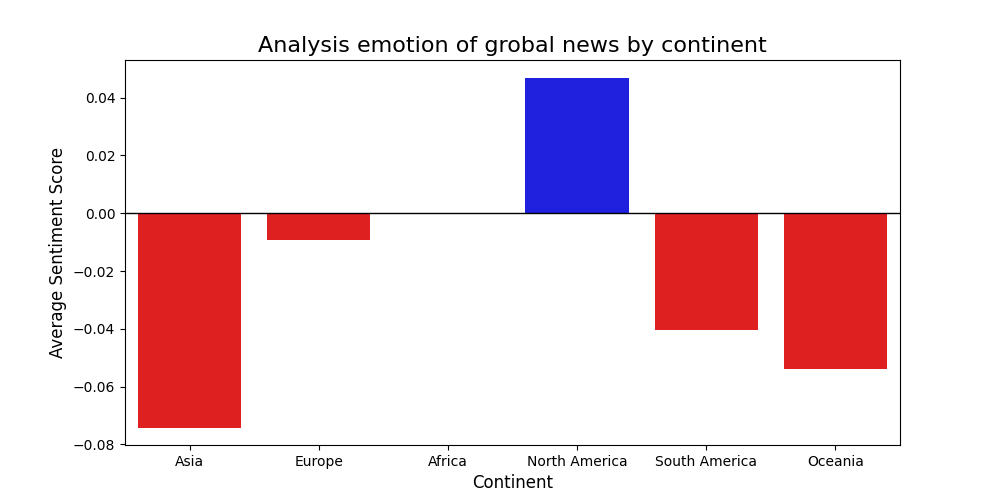 Analysis emotion of grobal news by continent
Average Sentiment Score
0.04
0.02
0.00
−0.02
−0.04
−0.06
−0.08
Asia Europe Africa North America South America Oceania
Continent